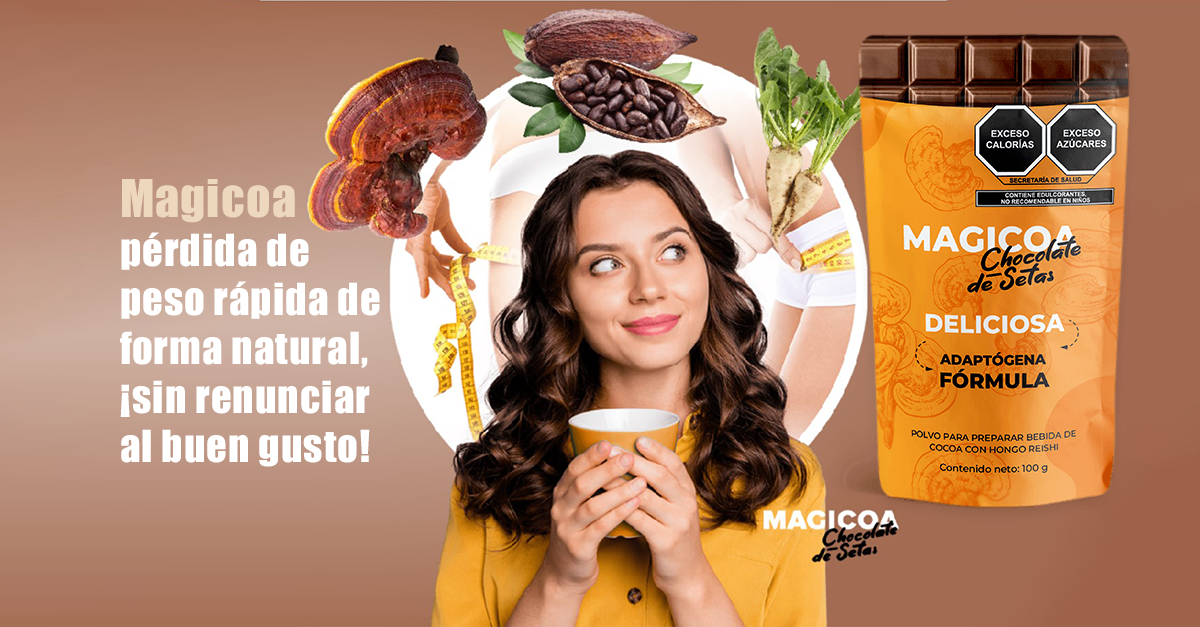 Magicoa
pérdida de
peso rápida de
forma natural,
¡sin renunciar
al buen gusto!
EXCESO
CALORÍAS
EXCESO
AZÚCARES
SECRETARÍA DE SALUD
CONTIENE EDULCORANTES,
NO RECOMENDABLE EN NIÑOS
MAGICOA
Chocolate
de Setas
DELICIOSA
ADAPTÓGENA
FÓRMULA
POLVO PARA PREPARAR BEBIDA DE
COCOA CON HONGO REISHI
Contenido neto: 100 g
MAGICOA
Chocolate
de Setas